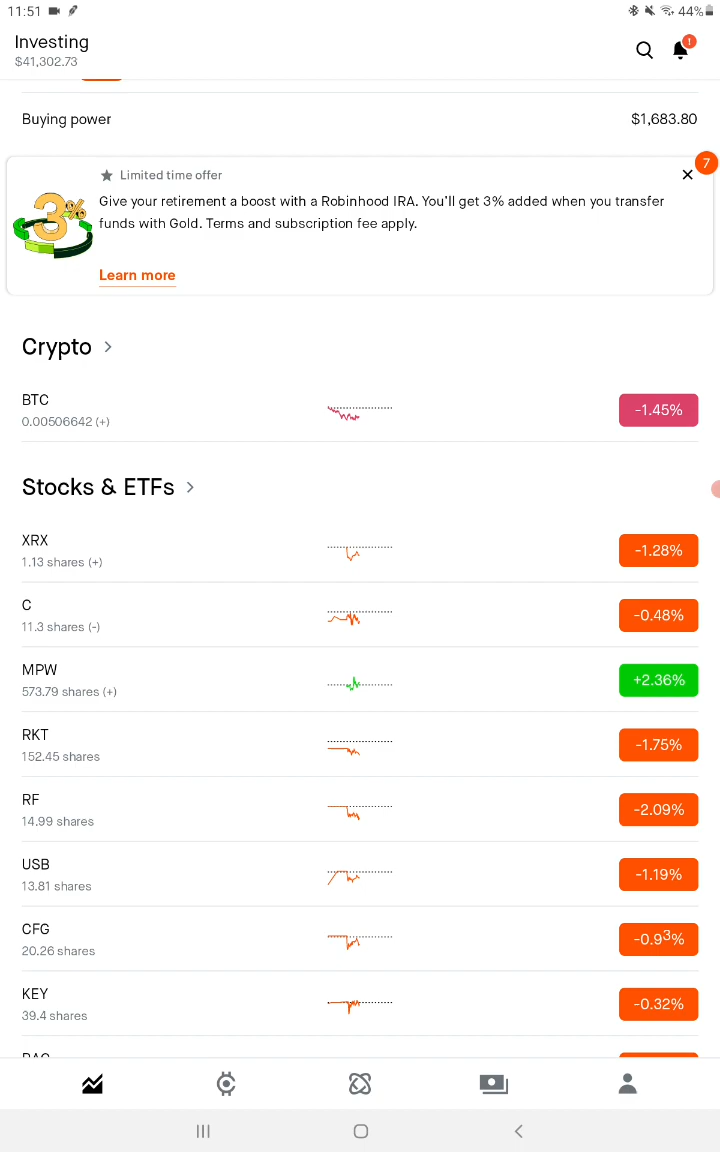 11:51
44%
Investing
$41,302.73
1
Buying power
$1,683.80
7
Limited time offer
3%
Give your retirement a boost with a Robinhood IRA. You'll get 3% added when you transfer
funds with Gold. Terms and subscription fee apply.
Learn more
Crypto
BTC
0.00506642 (+)
-1.45%
Stocks & ETFs
XRX
1.13 shares (+)
-1.28%
C
11.3 shares (-)
-0.48%
MPW
573.79 shares (+)
+2.36%
RKT
152.45 shares
-1.75%
RF
14.99 shares
-2.09%
USB
13.81 shares
-1.19%
CFG
20.26 shares
-0.93%
KEY
39.4 shares
-0.32%